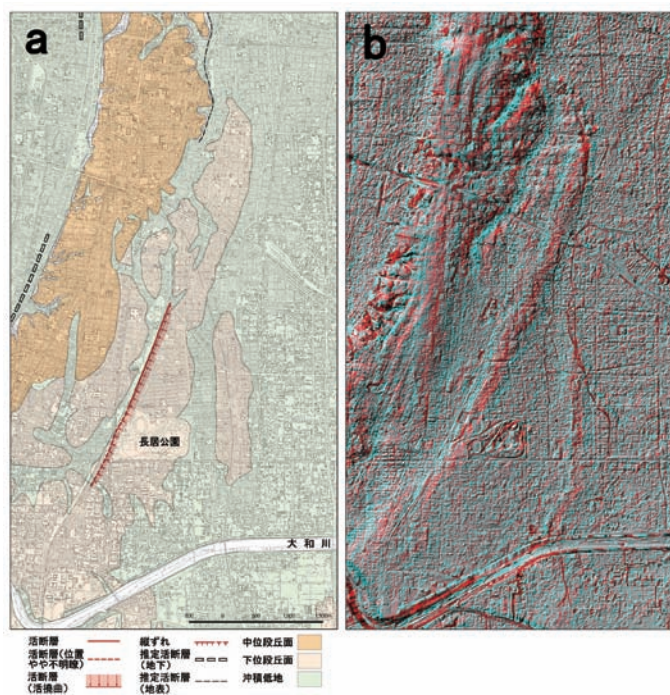 a
b
長居公園
大和川
活断層
活断層(位置
やや不明瞭)
活断層
(活撓曲)
縦ずれ
推定活断層
(地下)
推定活断層
(地表)
中位段丘面
下位段丘面
沖積低地